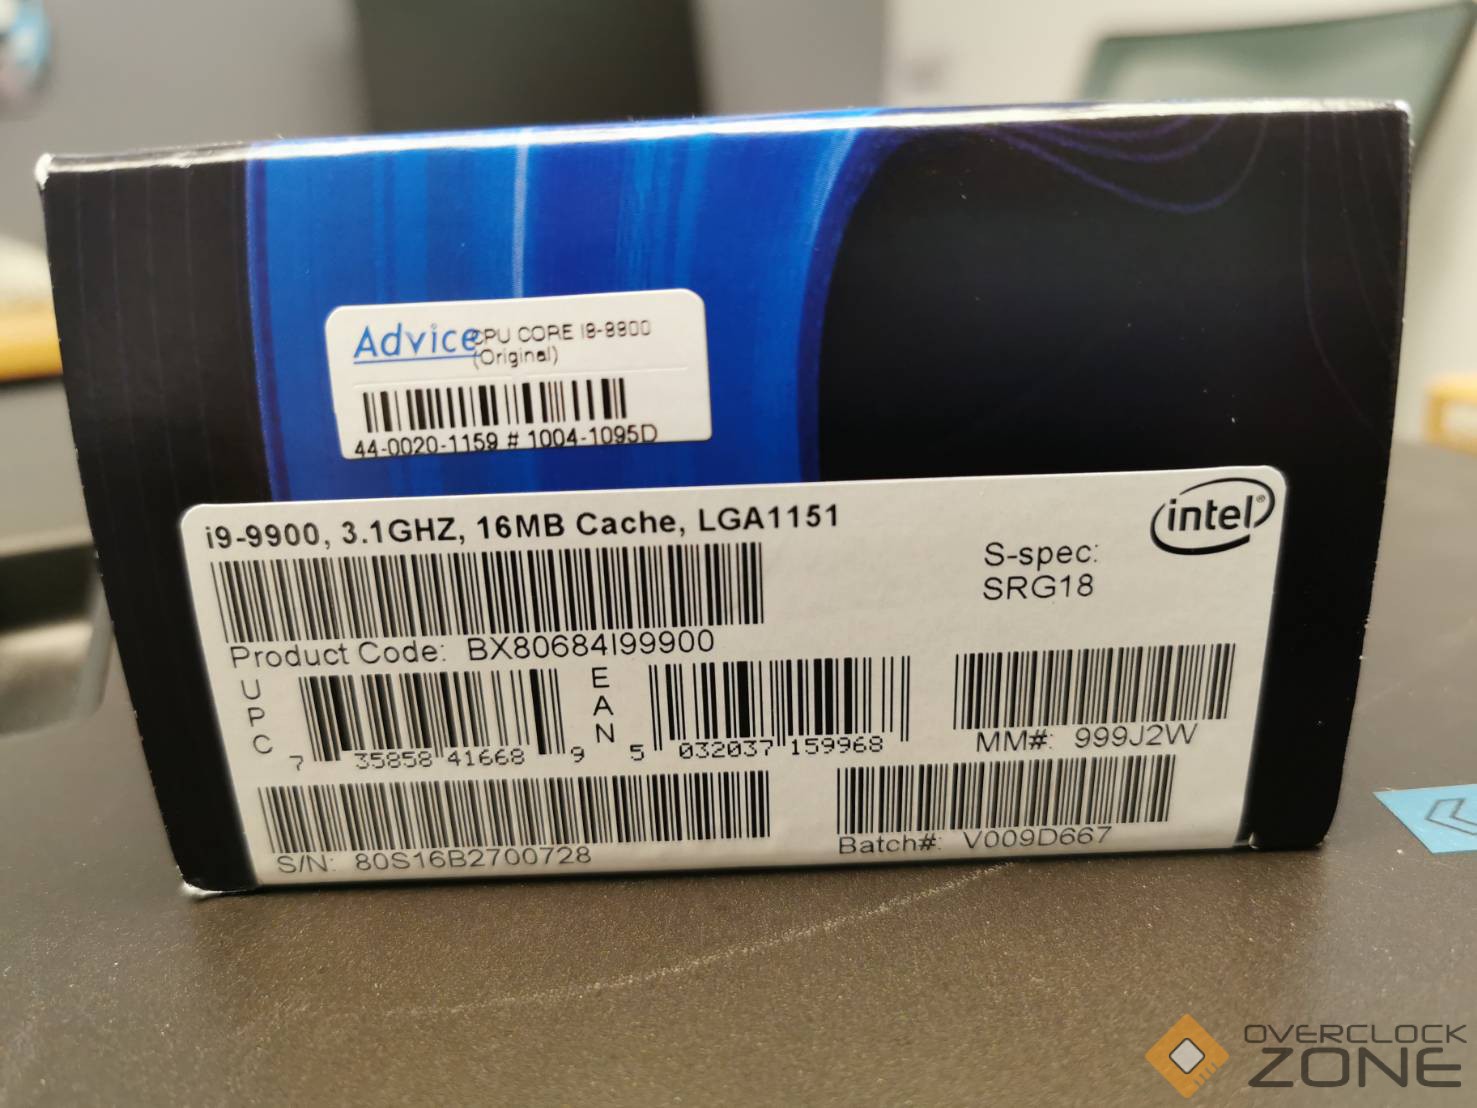 Advice CPU CORE I9-9900
(Original)
44-0020-1159 # 1004-1095D
i9-9900, 3.1GHZ, 16MB Cache, LGA1151
intel®
S-spec:
SRG18
Product Code: BX80684I99900
UPC
7 35858 41668 9
EAN
5 032037 159968
MM#: 999J2W
S/N: 80S16B2700728
Batch#: V009D667
OVERCLOCK
ZONE